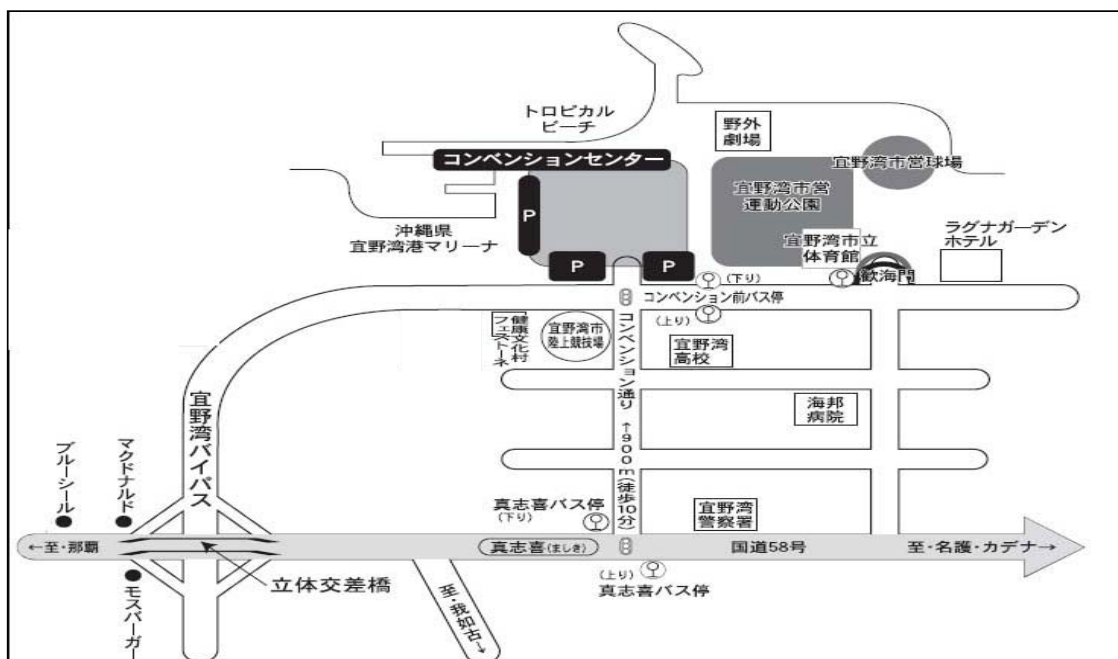 トロピカル
ビーチ
野外
劇場
コンベンションセンター
宜野湾市営球場
P
宜野湾市営
運動公園
沖縄県
宜野湾港マリーナ
宜野湾市立
体育館
ラグナガーデン
ホテル
P
P
(下り)
歓海門
コンベンション前バス停
(上り)
健康文化村
フェストーネ
宜野湾市
陸上競技場
宜野湾
高校
コンベンション通り ↑900m(徒歩10分)
海邦
病院
宜野湾バイパス
ブルーシール
マクドナルド
真志喜バス停
(下り)
宜野湾
警察署
←至・那覇
真志喜(ましき)
国道58号
至・名護・カデナ→
立体交差橋
(上り)
真志喜バス停
モスバーガー
至・我如古→